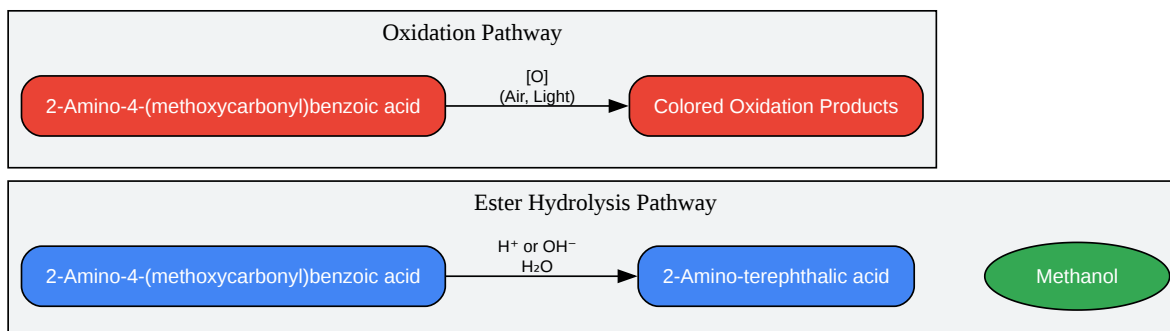 Oxidation Pathway
2-Amino-4-(methoxycarbonyl)benzoic acid
[O]
(Air, Light)
Colored Oxidation Products
Ester Hydrolysis Pathway
2-Amino-4-(methoxycarbonyl)benzoic acid
H⁺ or OH⁻
H₂O
2-Amino-terephthalic acid
Methanol